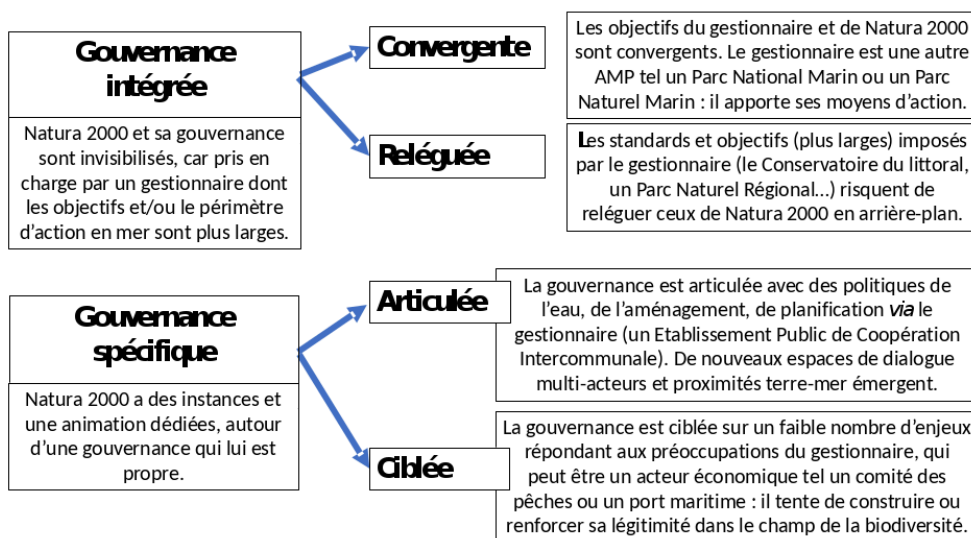 Gouvernance
intégrée
Natura 2000 et sa gouvernance
sont invisibilisés, car pris en
charge par un gestionnaire dont
les objectifs et/ou le périmètre
d'action en mer sont plus larges.
Convergente
Les objectifs du gestionnaire et de Natura 2000
sont convergents. Le gestionnaire est une autre
AMP tel un Parc National Marin ou un Parc
Naturel Marin : il apporte ses moyens d'action.
Reléguée
Les standards et objectifs (plus larges) imposés
par le gestionnaire (le Conservatoire du littoral,
un Parc Naturel Régional...) risquent de
reléguer ceux de Natura 2000 en arrière-plan.
Gouvernance
spécifique
Natura 2000 a des instances et
une animation dédiées, autour
d'une gouvernance qui lui est
propre.
Articulée
La gouvernance est articulée avec des politiques de
l'eau, de l'aménagement, de planification via le
gestionnaire (un Etablissement Public de Coopération
Intercommunale). De nouveaux espaces de dialogue
multi-acteurs et proximités terre-mer émergent.
Ciblée
La gouvernance est ciblée sur un faible nombre d'enjeux
répondant aux préoccupations du gestionnaire, qui
peut être un acteur économique tel un comité des
pêches ou un port maritime : il tente de construire ou
renforcer sa légitimité dans le champ de la biodiversité.